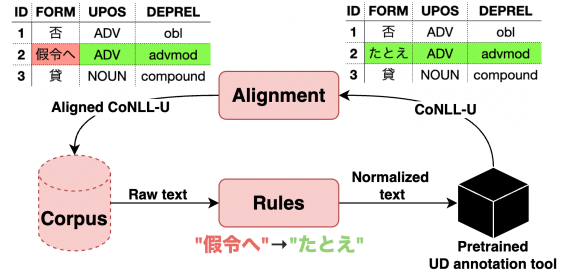 ID FORM UPOS DEPREL
1 否 ADV obl
2 假令へ ADV advmod
3 貸 NOUN compound
ID FORM UPOS DEPREL
1 否 ADV obl
2 たとえ ADV advmod
3 貸 NOUN compound
Aligned CoNLL-U
Alignment
CoNLL-U
Corpus
Raw text
Rules
Normalized
text
"假令へ"→"たとえ"
Pretrained
UD annotation tool